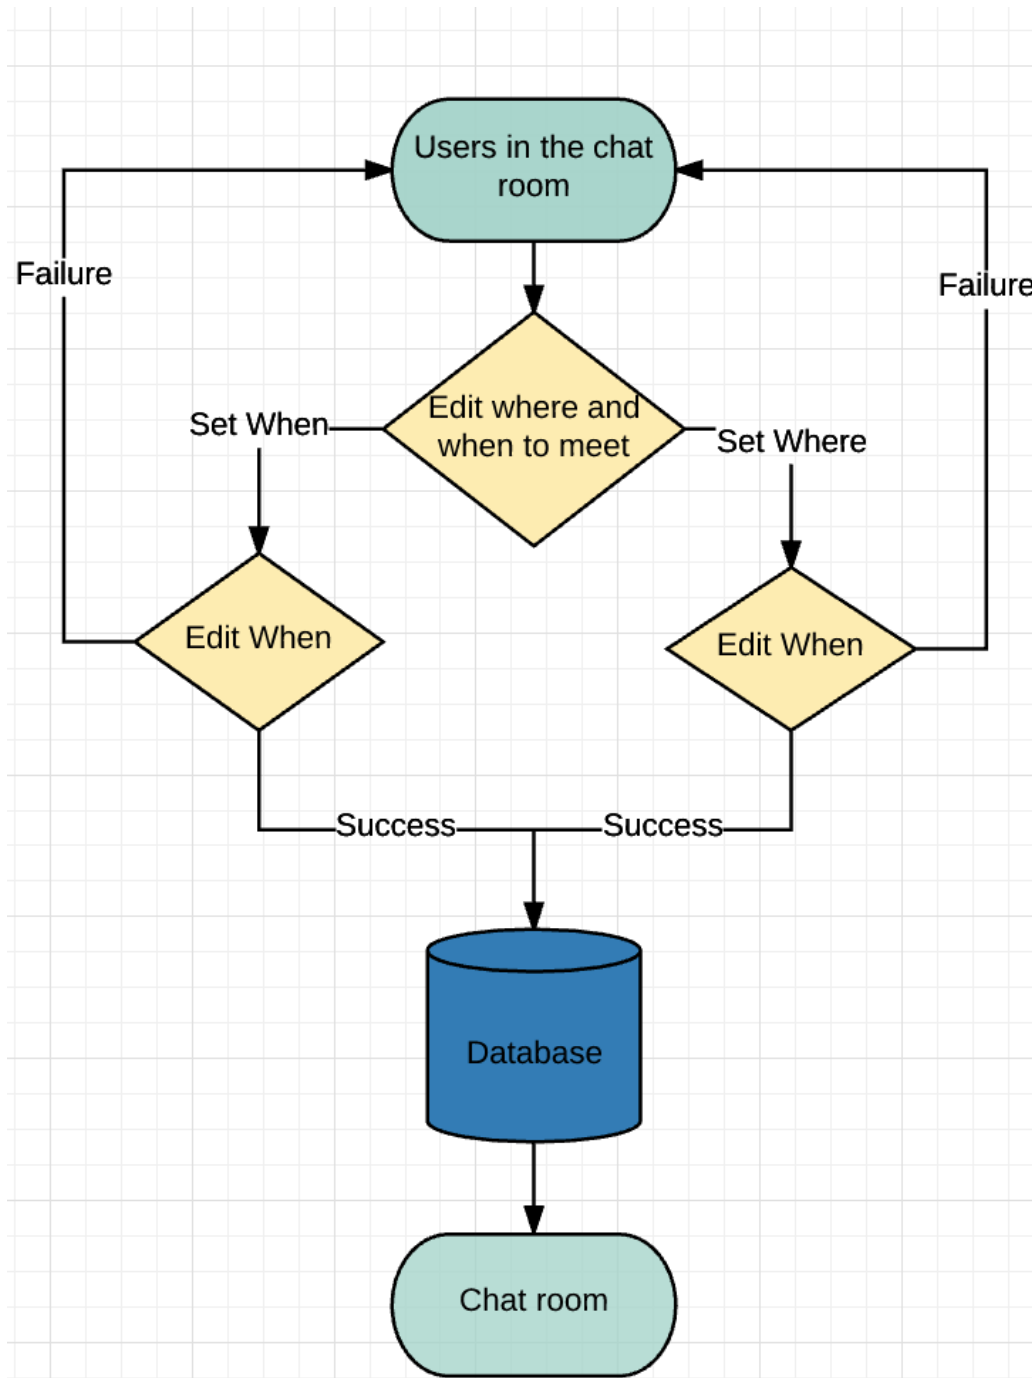 Users in the chat
room
Failure
Failure
Edit where and
when to meet
Set When
Set Where
Edit When
Edit When
Success
Success
Database
Chat room